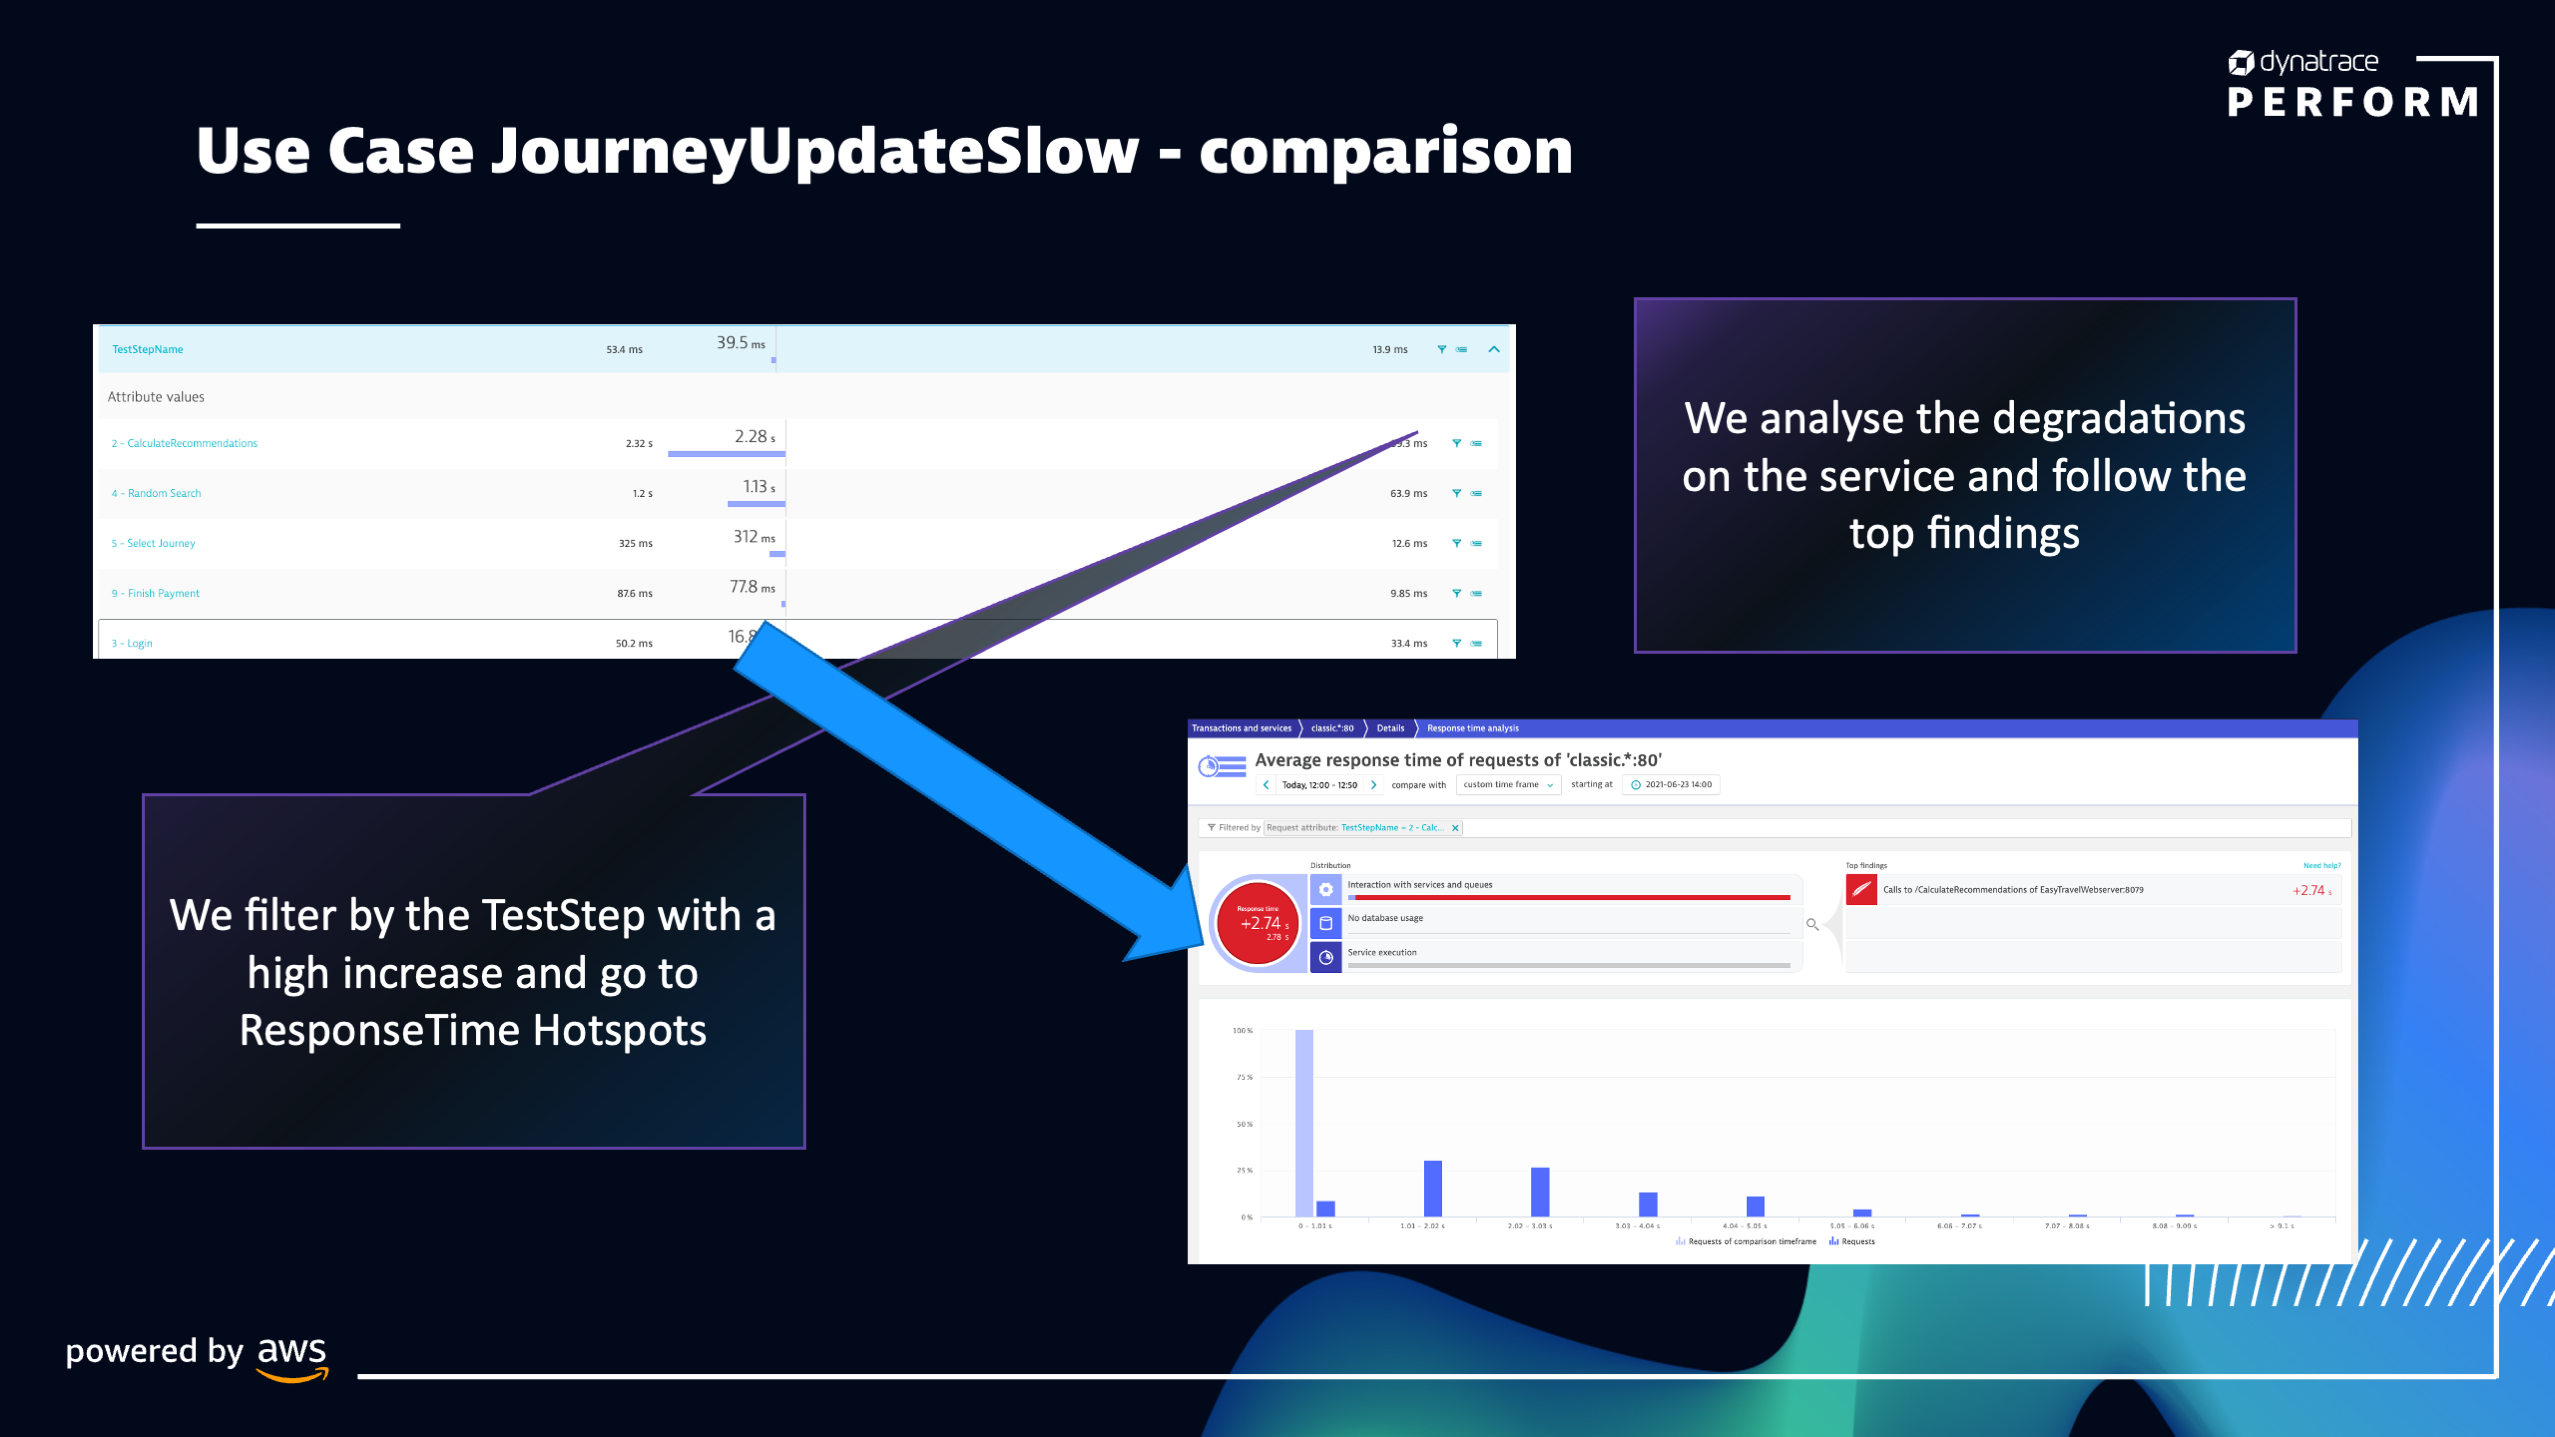 dynatrace
PERFORM
Use Case JourneyUpdateSlow - comparison
TestStepName 53.4 ms 39.5 ms 13.9 ms
Attribute values
2 - CalculateRecommendations 2.32 s 2.28 s ms
4 - Random Search 1.2 s 1.13 s 63.9 ms
5 - Select Journey 325 ms 312 ms 12.6 ms
9 - Finish Payment 87.6 ms 77.8 ms 9.85 ms
3 - Login 50.2 ms 16.8 33.4 ms
We analyse the degradations
on the service and follow the
top findings
We filter by the TestStep with a
high increase and go to
ResponseTime Hotspots
Transactions and services classic.*:80 Details Response time analysis
Average response time of requests of 'classic.*:80'
Today, 12:00 - 12:50 compare with custom time frame starting at 2021-06-23 14:00
Filtered by Request attribute: TestStepName = 2 - Calc...
Distribution
Response time
+2.74 s
2.78 s
Interaction with services and queues
No database usage
Service execution
Top findings Need help?
Calls to /CalculateRecommendations of EasyTravelWebserver:8079 +2.74 s
100 %
75 %
50 %
25 %
0 %
0 - 1.01 s 1.01 - 2.02 s 2.02 - 3.03 s 3.03 - 4.04 s 4.04 - 5.05 s 5.05 - 6.06 s 6.06 - 7.07 s 7.07 - 8.08 s 8.08 - 9.09 s > 9.1 s
Requests of comparison timeframe Requests
powered by aws